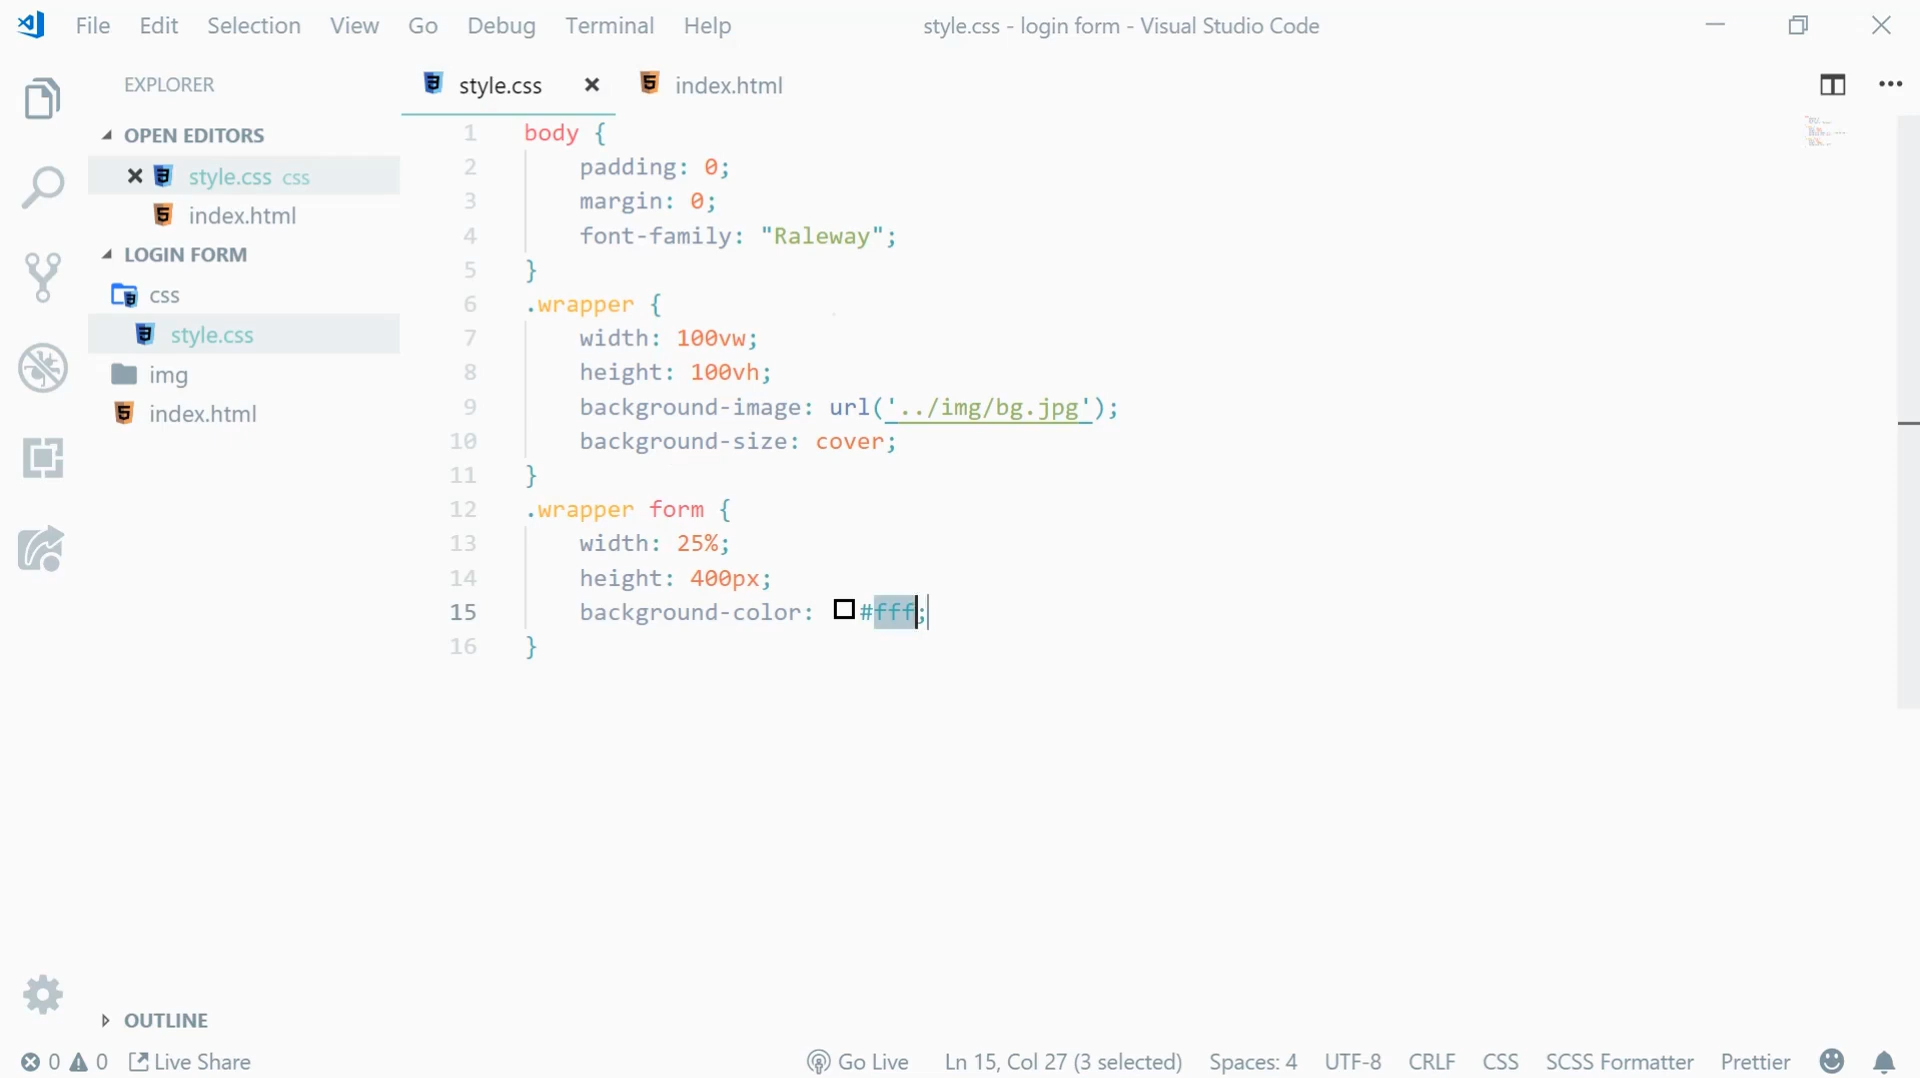 File Edit Selection View Go Debug Terminal Help style.css - login form - Visual Studio Code
EXPLORER
OPEN EDITORS
style.css css
index.html
LOGIN FORM
css
style.css
img
index.html
OUTLINE
style.css index.html
1 body {
2 padding: 0;
3 margin: 0;
4 font-family: "Raleway";
5 }
6 .wrapper {
7 width: 100vw;
8 height: 100vh;
9 background-image: url('../img/bg.jpg');
10 background-size: cover;
11 }
12 .wrapper form {
13 width: 25%;
14 height: 400px;
15 background-color: #fff;
16 }
0 0 Live Share Go Live Ln 15, Col 27 (3 selected) Spaces: 4 UTF-8 CRLF CSS SCSS Formatter Prettier